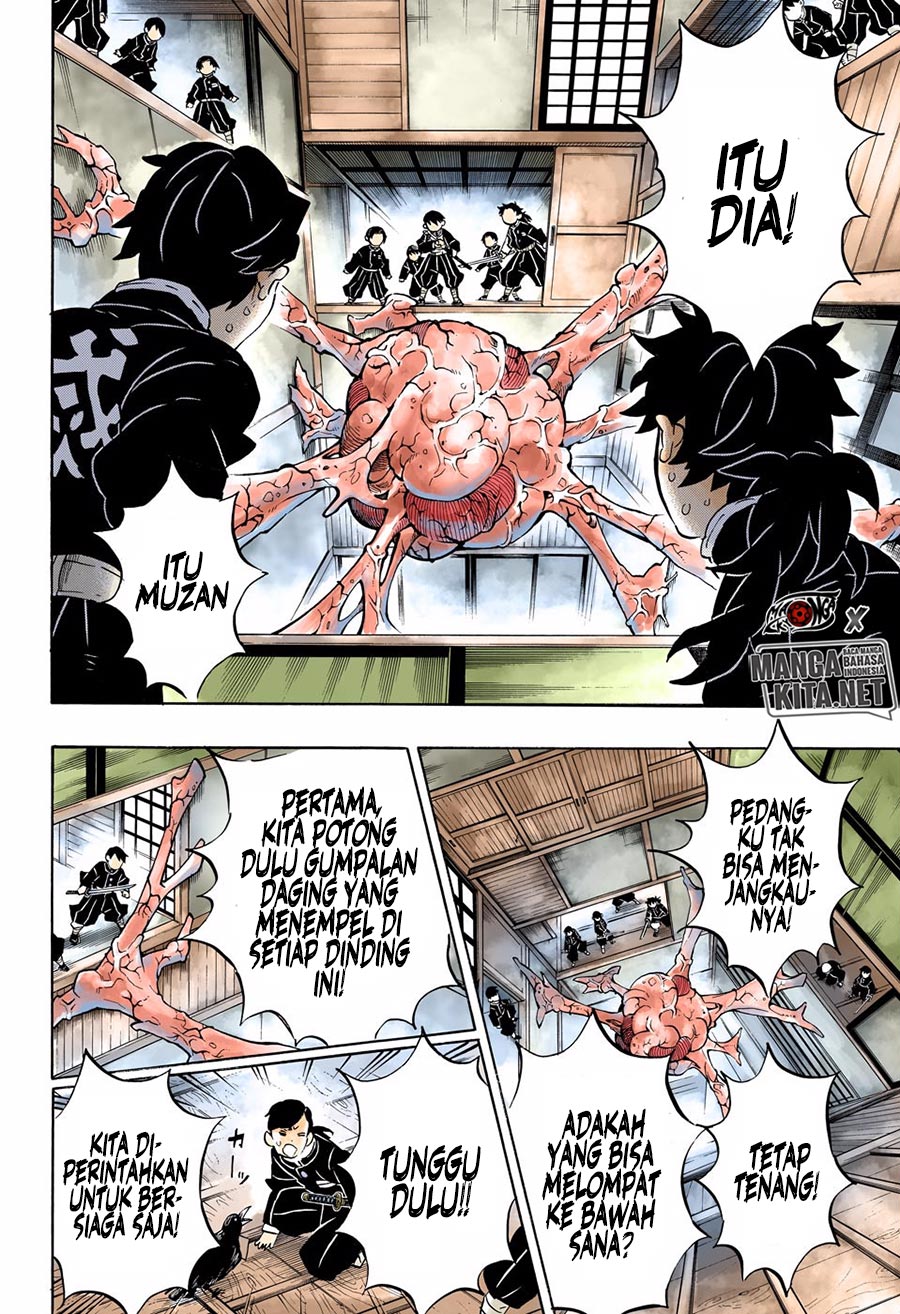 ITU
DIA!
ITU
MUZAN
BACA MANGA
MANGA BAHASA
INDONESIA
KITA.NET
X
PEDANG-
KU TAK
BISA MEN-
JANGKAU-
NYA!
TETAP
TENANG!
ADAKAH
YANG BISA
MELOMPAT
KE BAWAH
SANA?
PERTAMA,
KITA POTONG
DULU GUMPALAN
DAGING YANG
MENEMPEL DI
SETIAP DINDING
INI!
TUNGGU
DULU!!
カー
KITA DI-
PERINTAHKAN
UNTUK BER-
SIAGA SAJA!